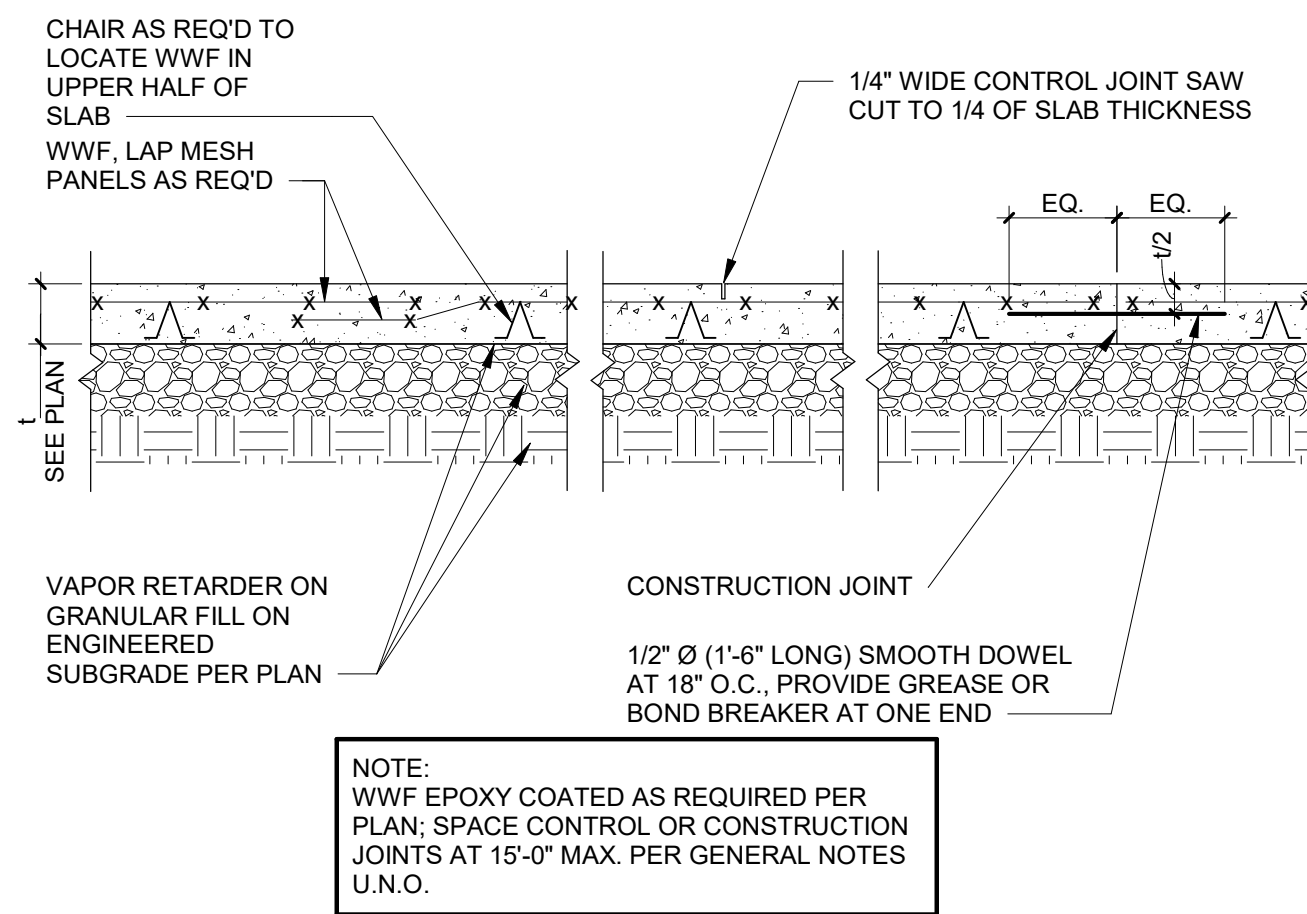 CHAIR AS REQ'D TO
LOCATE WWF IN
UPPER HALF OF
SLAB
WWF, LAP MESH
PANELS AS REQ'D
1/4" WIDE CONTROL JOINT SAW
CUT TO 1/4 OF SLAB THICKNESS
EQ.
EQ.
t/2
t
SEE PLAN
VAPOR RETARDER ON
GRANULAR FILL ON
ENGINEERED
SUBGRADE PER PLAN
CONSTRUCTION JOINT
1/2" Ø (1'-6" LONG) SMOOTH DOWEL
AT 18" O.C., PROVIDE GREASE OR
BOND BREAKER AT ONE END
NOTE:
WWF EPOXY COATED AS REQUIRED PER
PLAN; SPACE CONTROL OR CONSTRUCTION
JOINTS AT 15'-0" MAX. PER GENERAL NOTES
U.N.O.